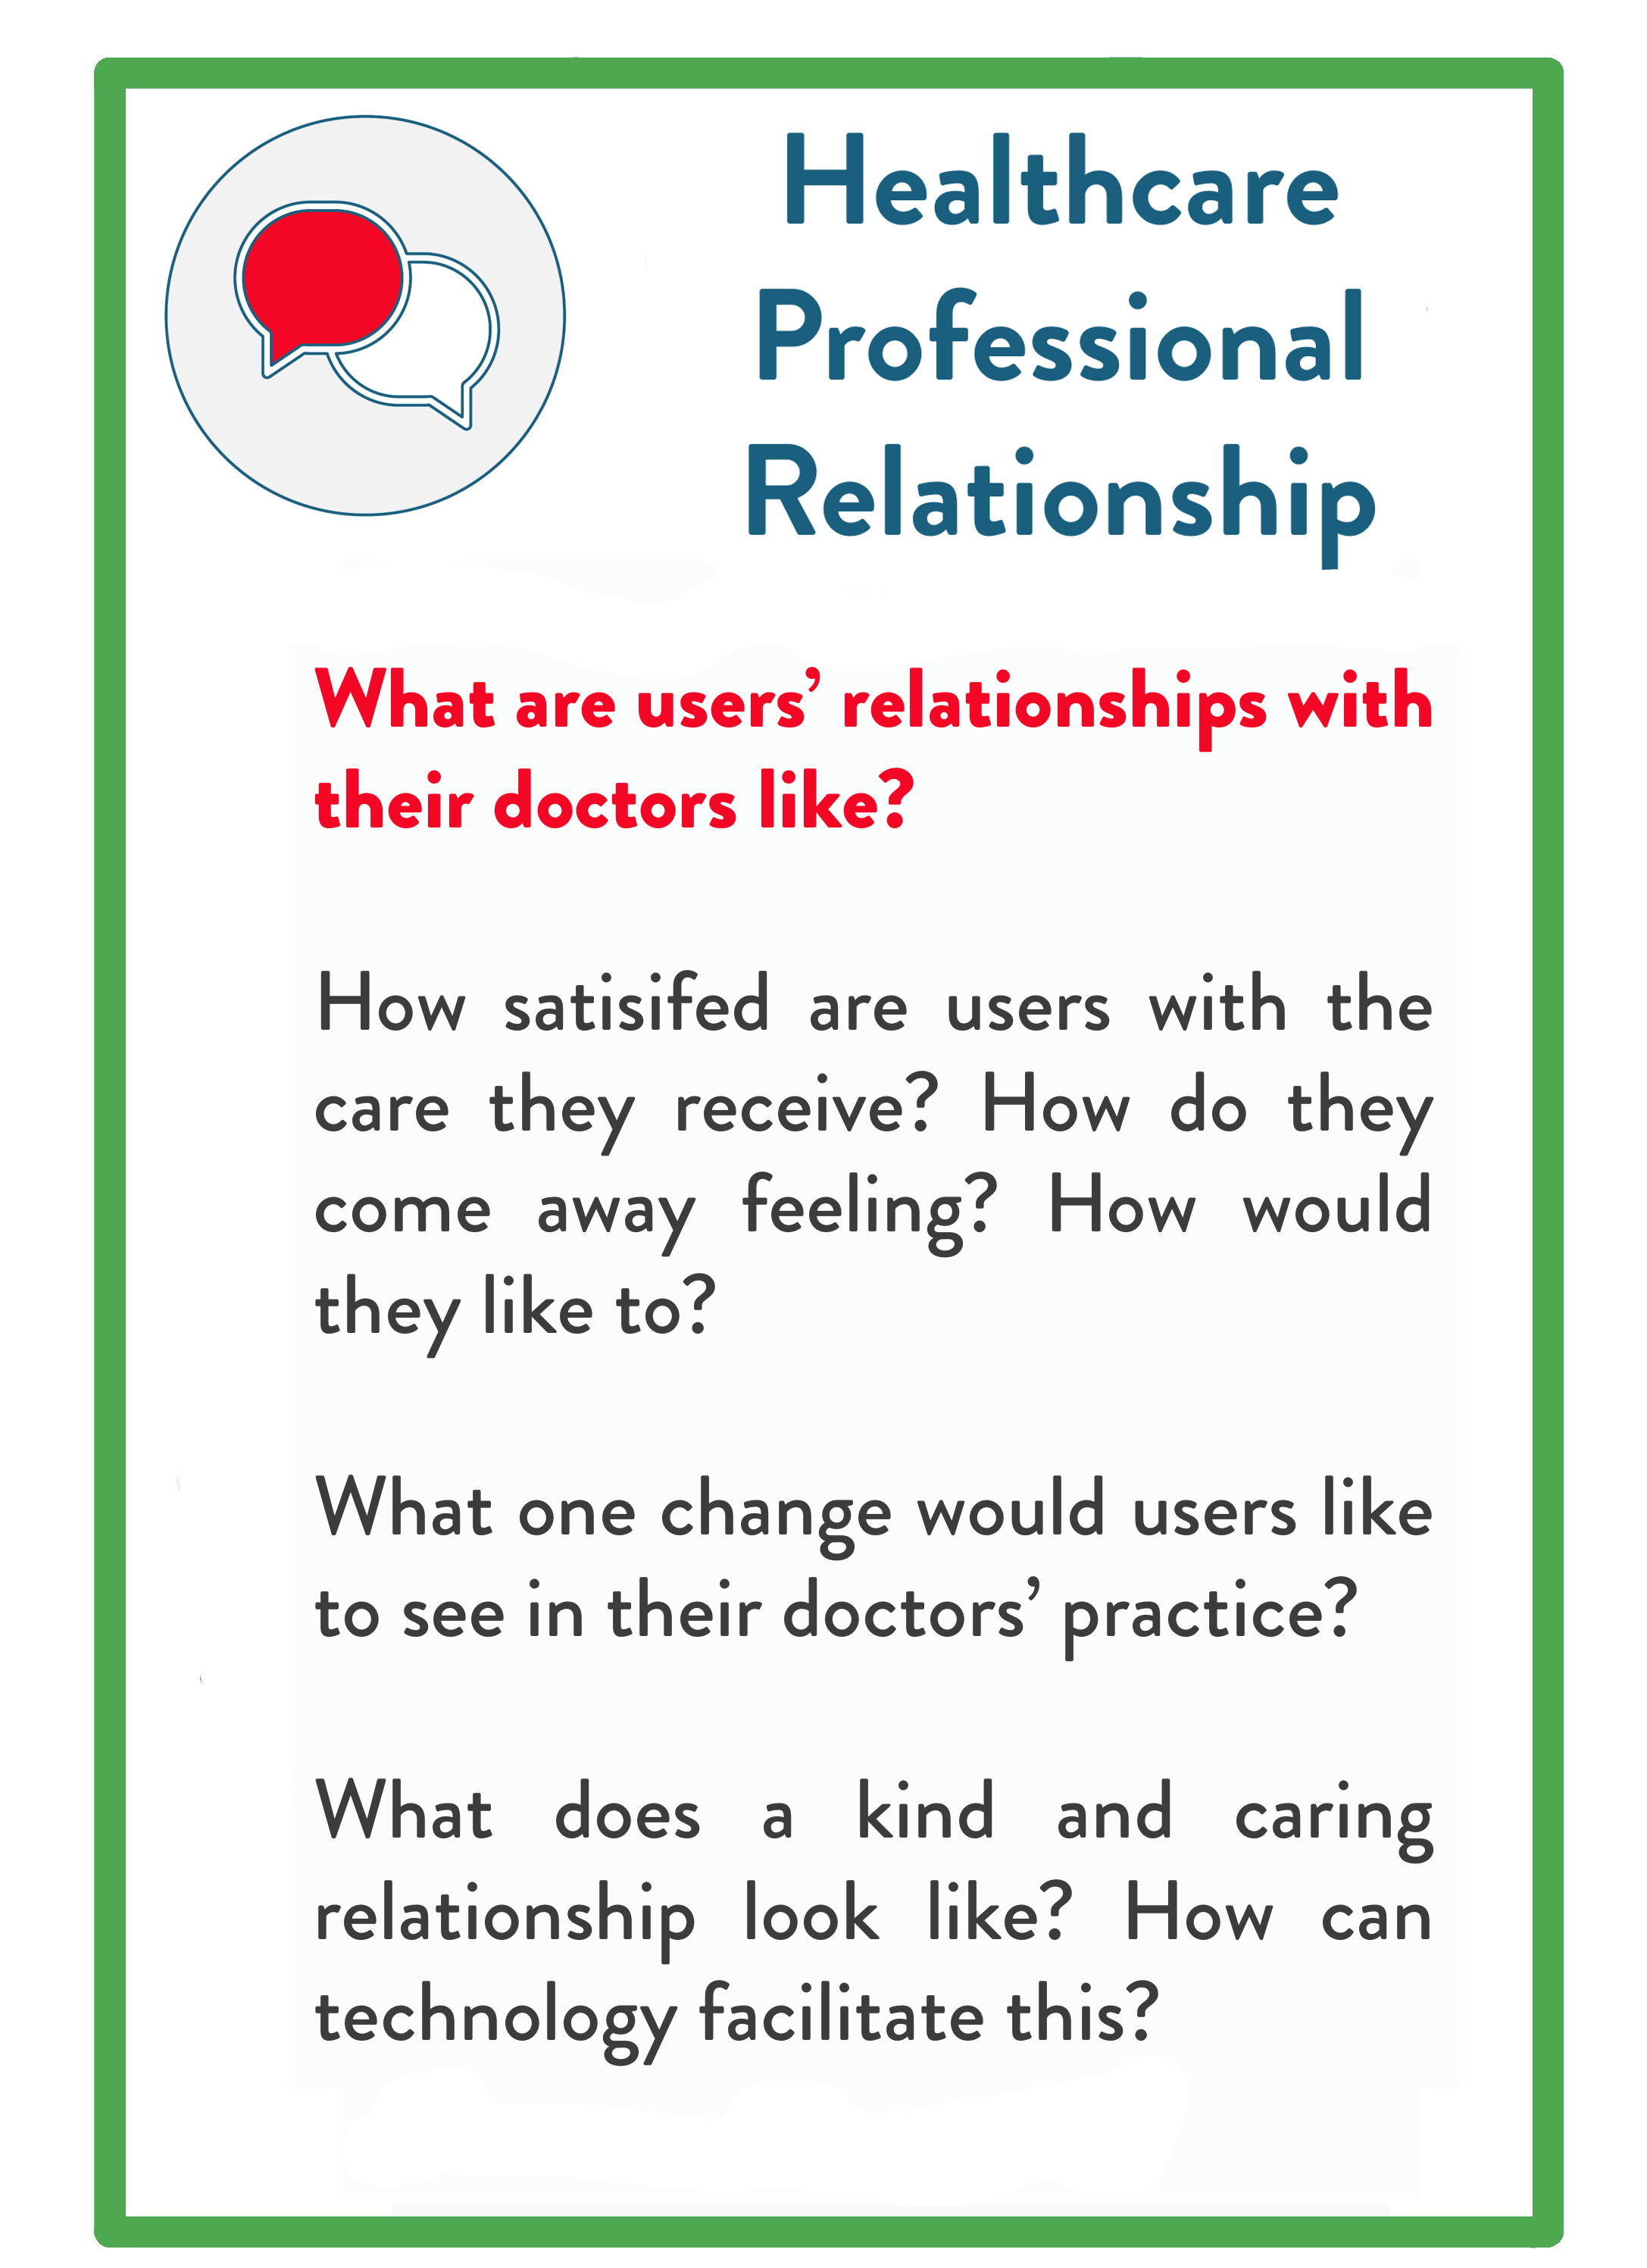 Healthcare
Professional
Relationship
What are users’ relationships with
their doctors like?
How satisifed are users with the
care they receive? How do they
come away feeling? How would
they like to?
What one change would users like
to see in their doctors’ practice?
What does a kind and caring
relationship look like? How can
technology facilitate this?